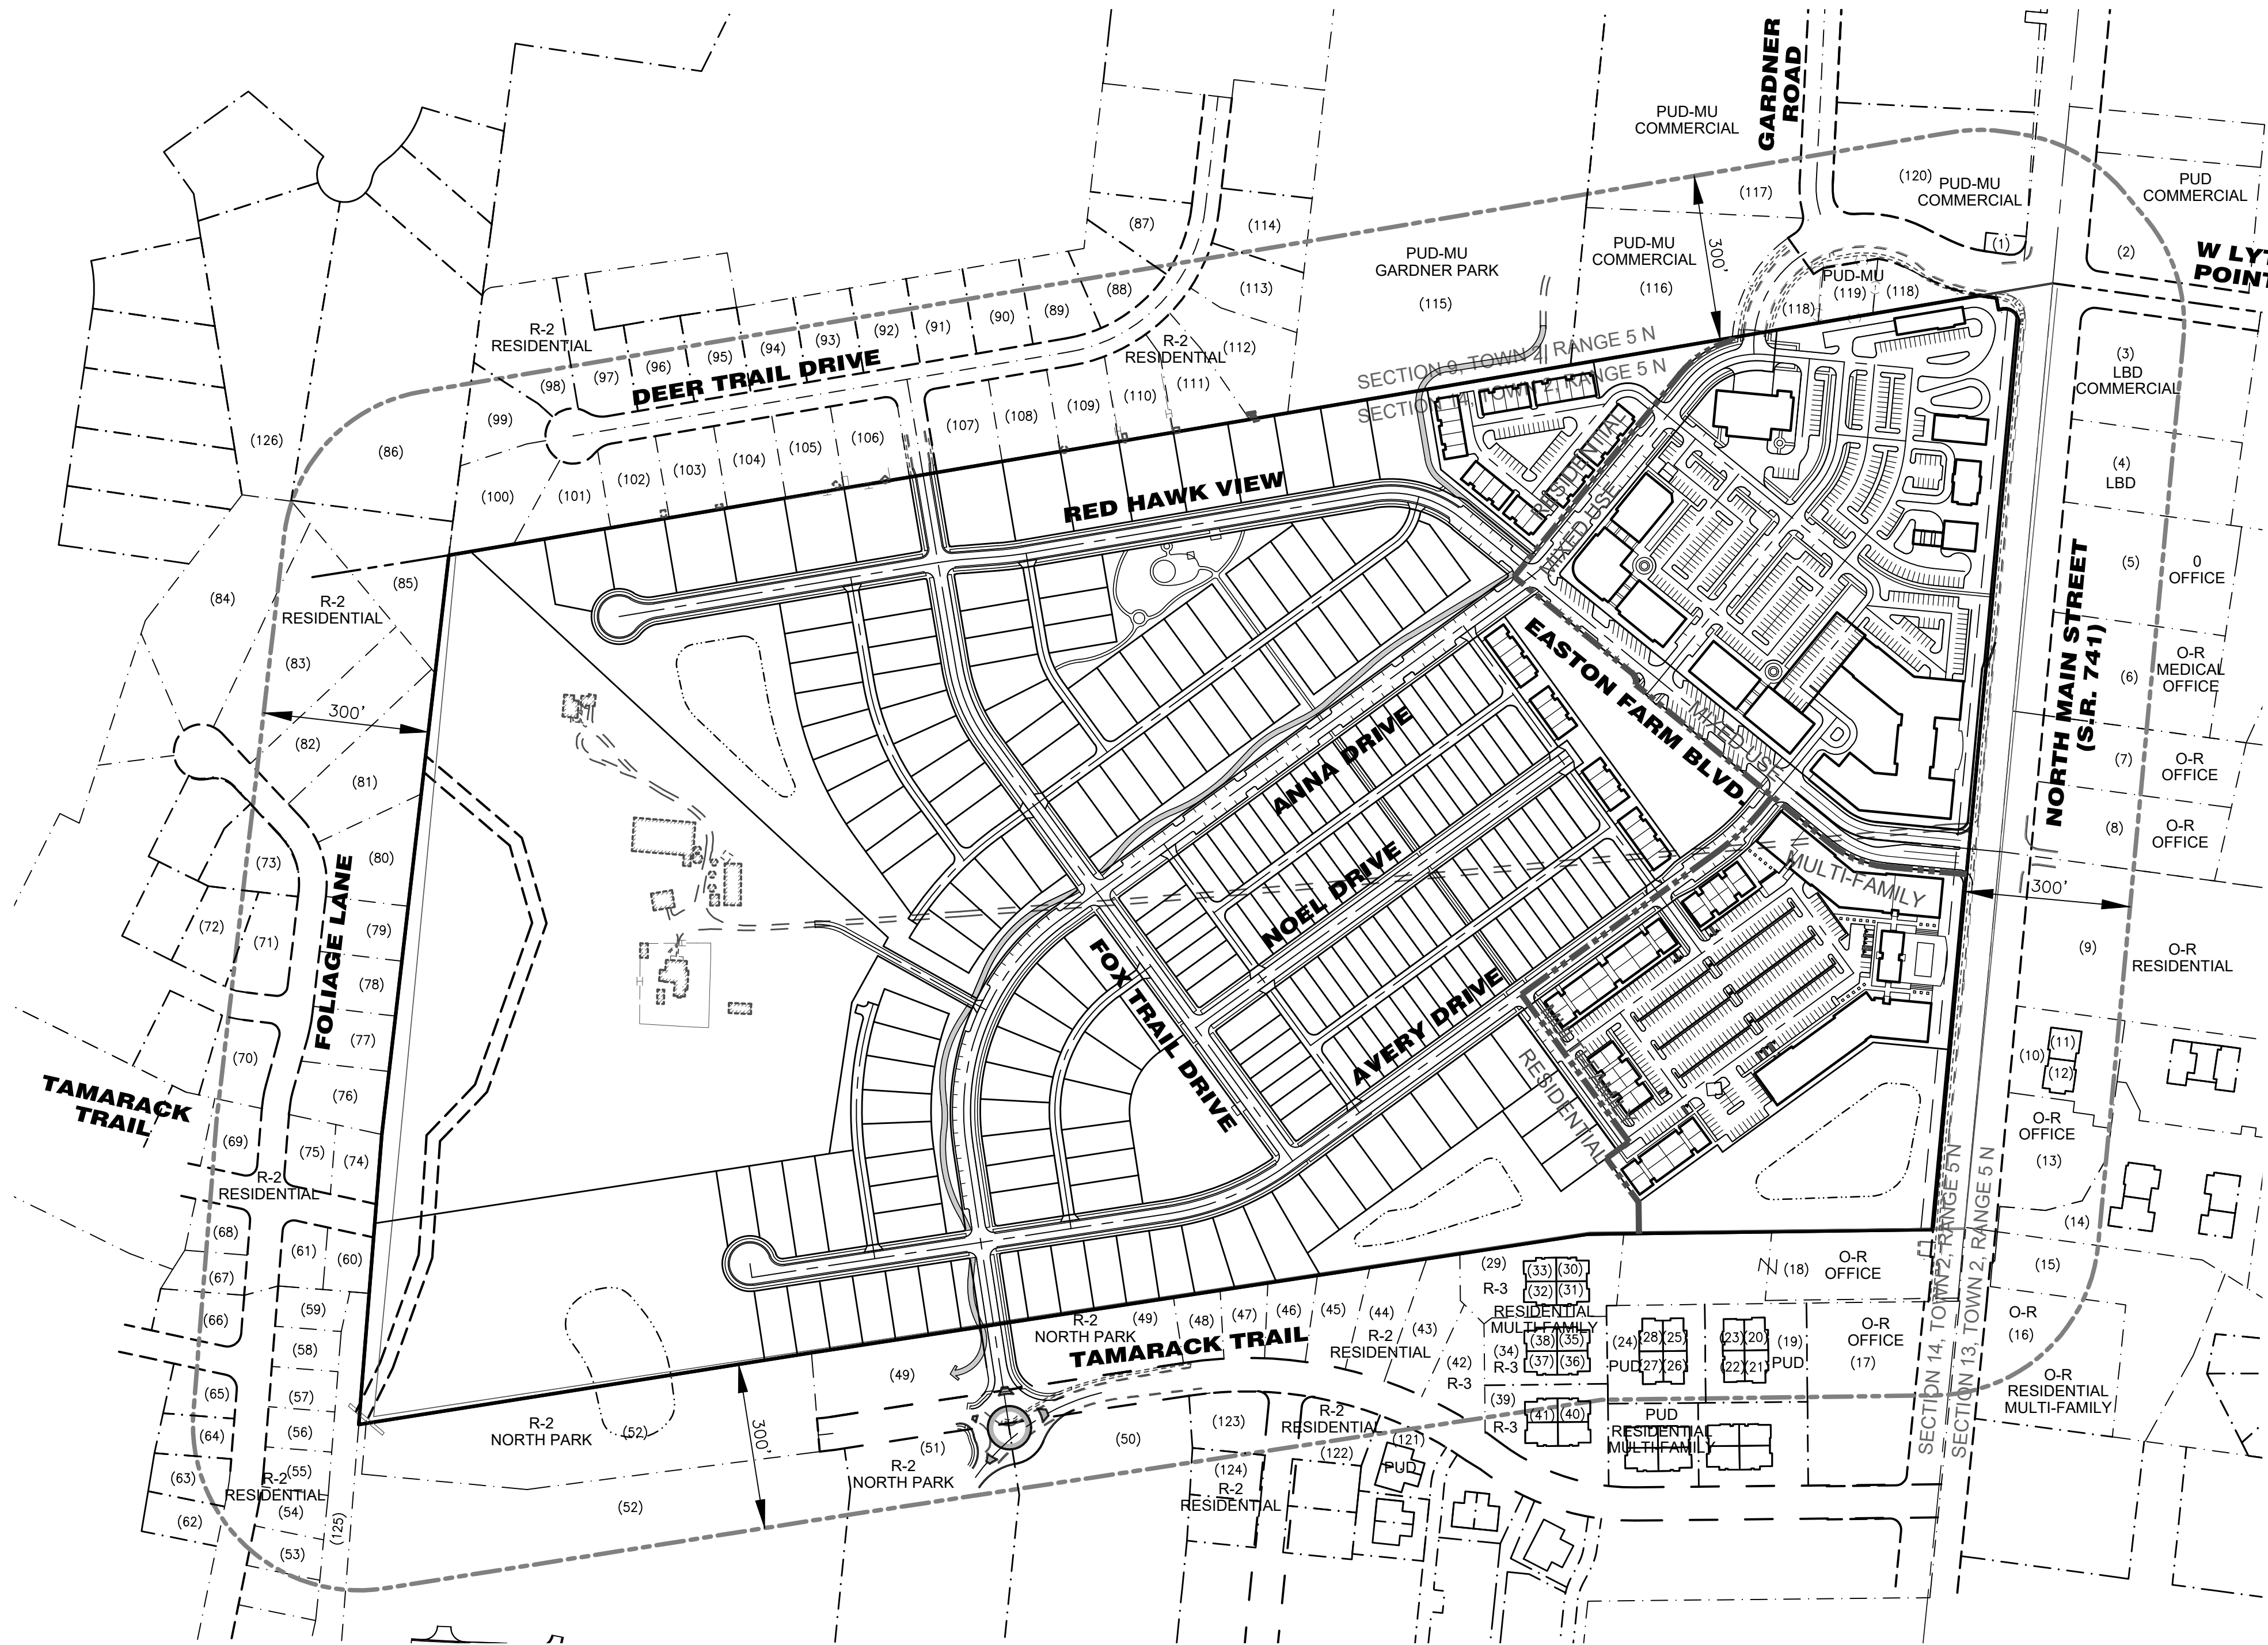 GARDNER
ROAD
PUD-MU
COMMERCIAL
(117)
(120)
PUD-MU
COMMERCIAL
PUD
COMMERCIAL
(1)
(2)
W LYT
POINT
(87)
(114)
(113)
(88)
PUD-MU
GARDNER PARK
(115)
PUD-MU
COMMERCIAL
(116)
300'
PUD-MU
(119)
(118)
(118)
R-2
RESIDENTIAL
(99)
(98)
(97)
(96)
(95)
(94)
(93)
(92)
(91)
(90)
(89)
DEER TRAIL DRIVE
R-2
RESIDENTIAL
(112)
(111)
(110)
(109)
(108)
(107)
(106)
(105)
(104)
(103)
(102)
(101)
(100)
(126)
(86)
SECTION 9, TOWN 2, RANGE 5 N
SECTION 14, TOWN 2, RANGE 5 N
(3)
LBD
COMMERCIAL
(4)
LBD
(5)
0
OFFICE
O-R
MEDICAL
OFFICE
(6)
(7)
O-R
OFFICE
(8)
O-R
OFFICE
NORTH MAIN STREET
(S.R. 741)
RED HAWK VIEW
RESIDENTIAL
MIXED USE
EASTON FARM BLVD.
MIXED USE
(84)
(85)
R-2
RESIDENTIAL
(83)
300'
(82)
(81)
(80)
(73)
(72)
(71)
(79)
(78)
(77)
(76)
(70)
(69)
(75)
(74)
FOLIAGE LANE
TAMARACK
TRAIL
ANNA DRIVE
NOEL DRIVE
AVERY DRIVE
FOX TRAIL DRIVE
MULTI-FAMILY
RESIDENTIAL
300'
(9)
O-R
RESIDENTIAL
(10)
(11)
(12)
O-R
OFFICE
(13)
(14)
(15)
O-R
(16)
O-R
RESIDENTIAL
MULTI-FAMILY
SECTION 14, TOWN 2, RANGE 5 N
SECTION 13, TOWN 2, RANGE 5 N
R-2
RESIDENTIAL
(68)
(67)
(66)
(65)
(64)
(63)
(62)
(61)
(60)
(59)
(58)
(57)
(56)
(55)
R-2
RESIDENTIAL
(54)
(53)
(125)
R-2
NORTH PARK
(52)
(52)
300'
(49)
(51)
R-2
NORTH PARK
(50)
R-2
NORTH PARK
(49)
(48)
(47)
(46)
(45)
(44)
(43)
(42)
TAMARACK TRAIL
R-2
RESIDENTIAL
R-3
(29)
R-3
(33)
(30)
(32)
(31)
RESIDENTIAL
MULTI-FAMILY
(34)
R-3
(38)
(35)
(37)
(36)
(39)
R-3
(41)
(40)
(24)
PUD
(28)
(25)
(27)
(26)
(23)
(20)
(22)
(21)
(19)
PUD
(18)
O-R
OFFICE
O-R
OFFICE
(17)
PUD
RESIDENTIAL
MULTI-FAMILY
(123)
(124)
R-2
RESIDENTIAL
R-2
RESIDENTIAL
(122)
(121)
PUD